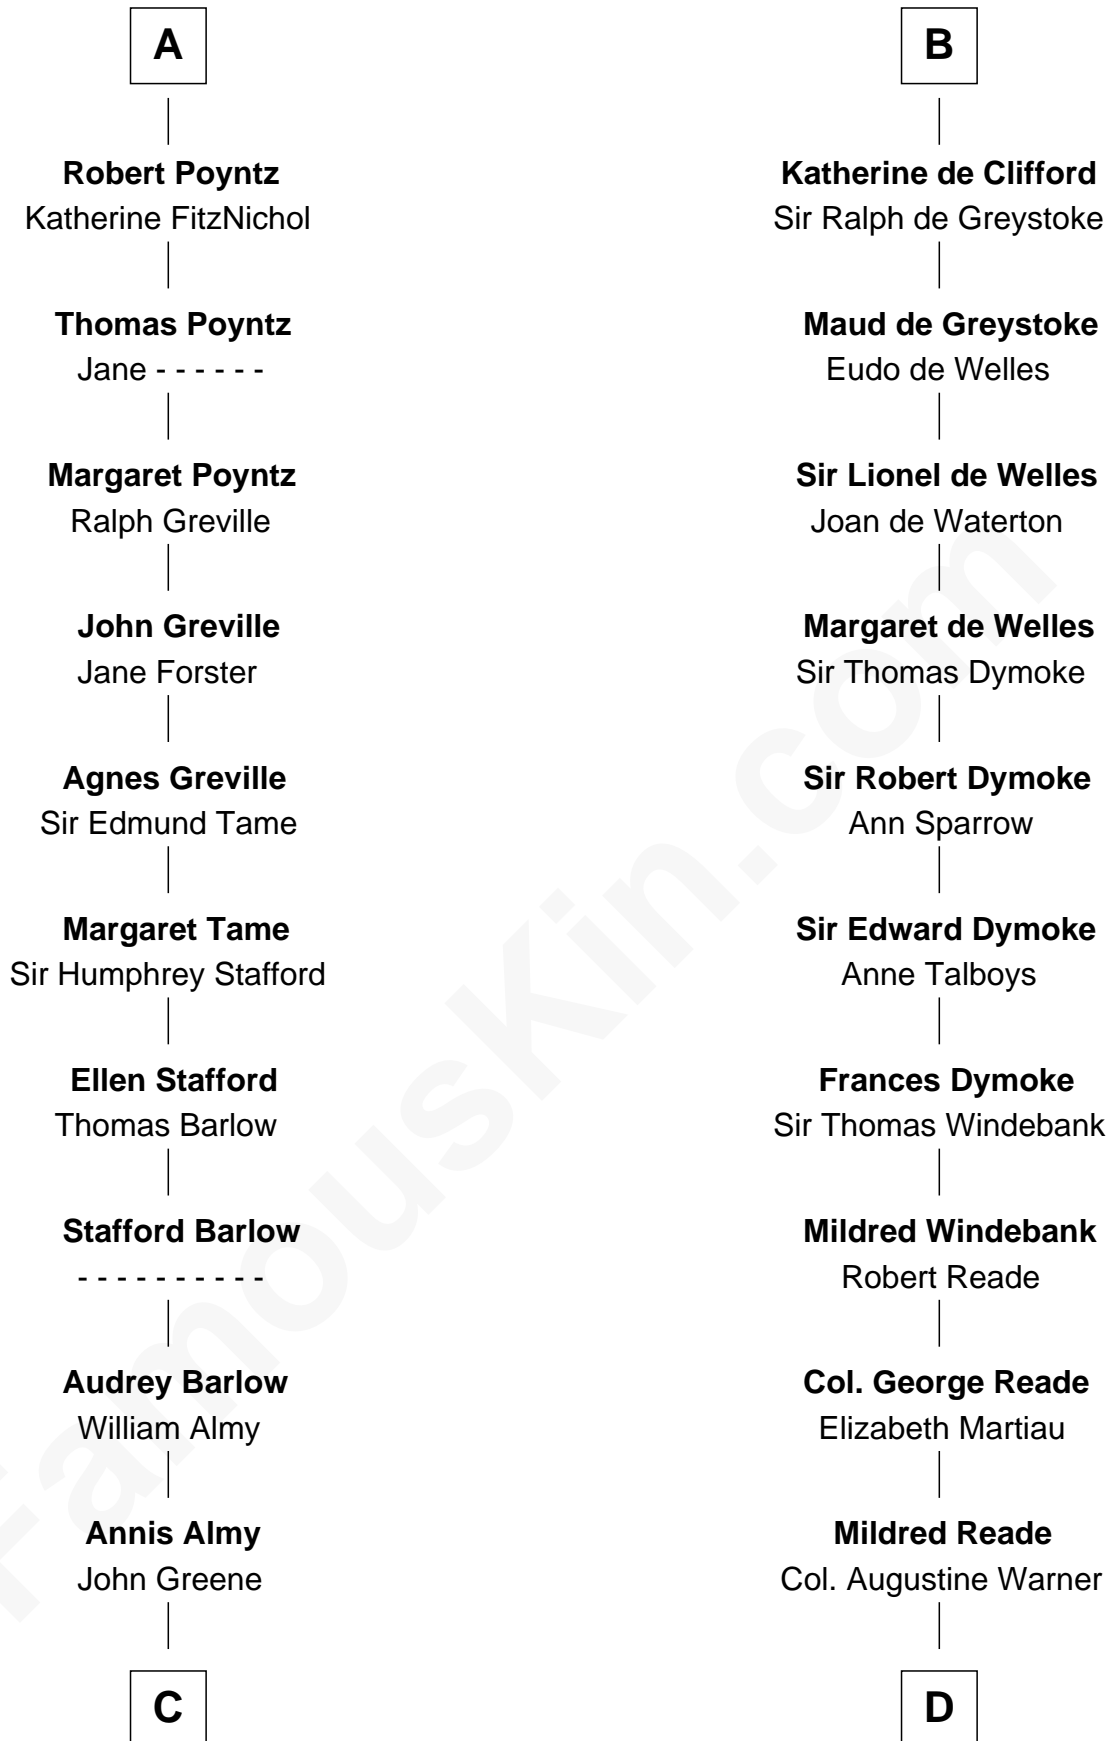 A
Robert Poyntz
Katherine FitzNichol
Thomas Poyntz
Jane - - - - - -
Margaret Poyntz
Ralph Greville
John Greville
Jane Forster
Agnes Greville
Sir Edmund Tame
Margaret Tame
Sir Humphrey Stafford
Ellen Stafford
Thomas Barlow
Stafford Barlow
- - - - - - - - - -
Audrey Barlow
William Almy
Annis Almy
John Greene
C
B
Katherine de Clifford
Sir Ralph de Greystoke
Maud de Greystoke
Eudo de Welles
Sir Lionel de Welles
Joan de Waterton
Margaret de Welles
Sir Thomas Dymoke
Sir Robert Dymoke
Ann Sparrow
Sir Edward Dymoke
Anne Talboys
Frances Dymoke
Sir Thomas Windebank
Mildred Windebank
Robert Reade
Col. George Reade
Elizabeth Martiau
Mildred Reade
Col. Augustine Warner
D
FamousKin.com